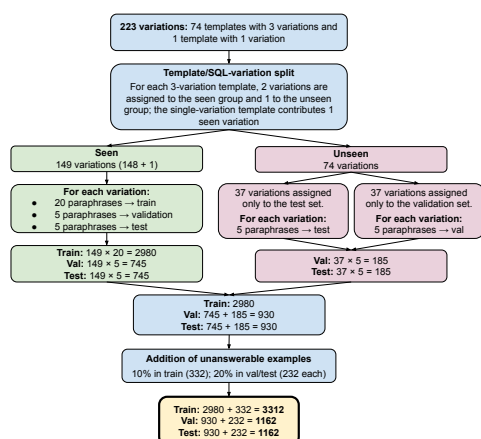 223 variations: 74 templates with 3 variations and
1 template with 1 variation
Template/SQL-variation split
For each 3-variation template, 2 variations are
assigned to the seen group and 1 to the unseen
group; the single-variation template contributes 1
seen variation
Seen
149 variations (148 + 1)
Unseen
74 variations
For each variation:
● 20 paraphrases → train
● 5 paraphrases → validation
● 5 paraphrases → test
37 variations assigned
only to the test set.
For each variation:
5 paraphrases → test
37 variations assigned
only to the validation set.
For each variation:
5 paraphrases → val
Train: 149 × 20 = 2980
Val: 149 × 5 = 745
Test: 149 × 5 = 745
Val: 37 × 5 = 185
Test: 37 × 5 = 185
Train: 2980
Val: 745 + 185 = 930
Test: 745 + 185 = 930
Addition of unanswerable examples
10% in train (332); 20% in val/test (232 each)
Train: 2980 + 332 = 3312
Val: 930 + 232 = 1162
Test: 930 + 232 = 1162